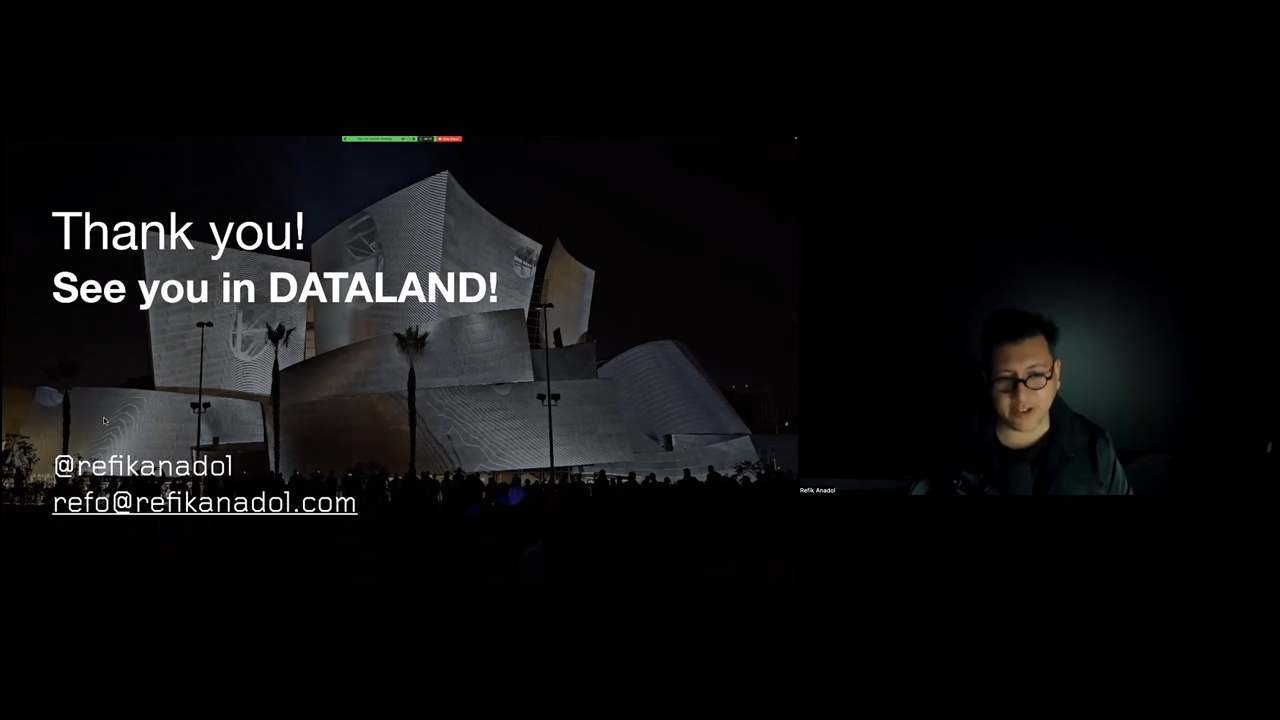 Thank you!
See you in DATALAND!
@refikanadol
refo@refikanadol.com
Refik Anadol